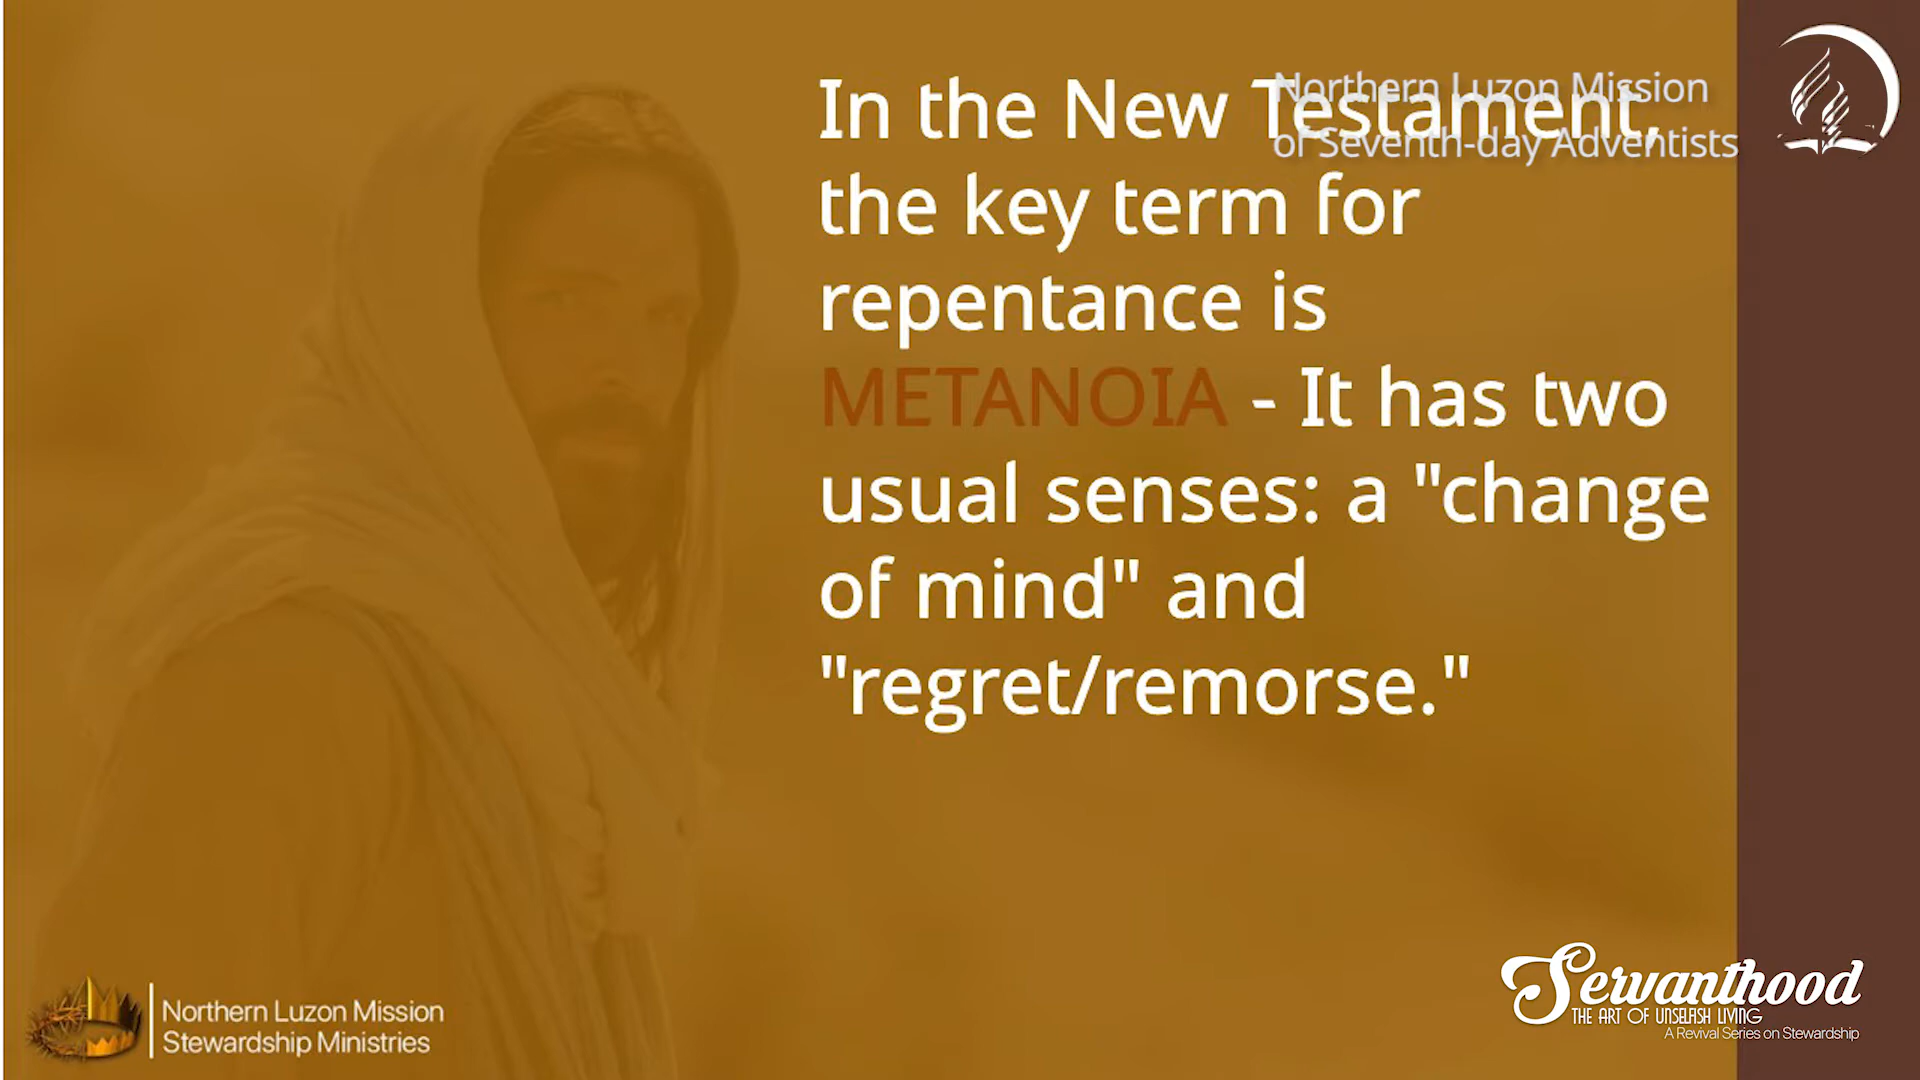 In the New Testament,
the key term for
repentance is
METANOIA - It has two
usual senses: a "change
of mind" and
"regret/remorse."
Northern Luzon Mission
of Seventh-day Adventists
Northern Luzon Mission
Stewardship Ministries
Servanthood
THE ART OF UNSELFISH LIVING
A Revival Series on Stewardship